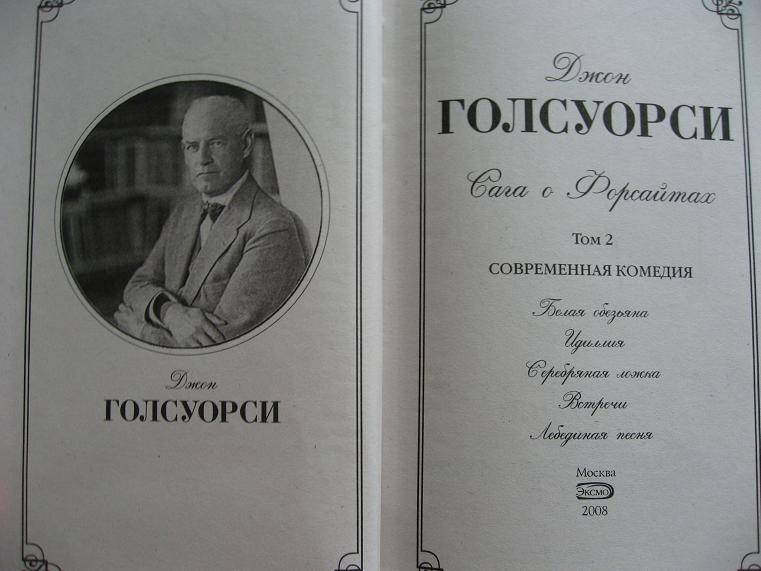 Джон
ГОЛСУОРСИ
Джон
ГОЛСУОРСИ
Сага о Форсайтах
Том 2
СОВРЕМЕННАЯ КОМЕДИЯ
Белая обезьяна
Идиллия
Серебряная ложка
Встречи
Лебединая песня
Москва
Эксмо
2008